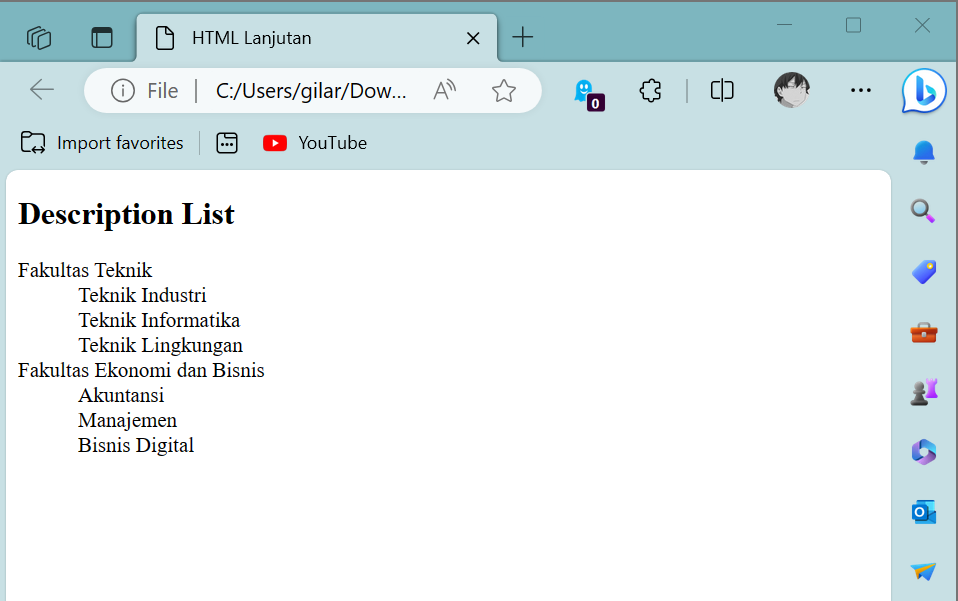 HTML Lanjutan
File C:/Users/gilar/Dow... A 0
Import favorites YouTube
Description List
Fakultas Teknik
Teknik Industri
Teknik Informatika
Teknik Lingkungan
Fakultas Ekonomi dan Bisnis
Akuntansi
Manajemen
Bisnis Digital